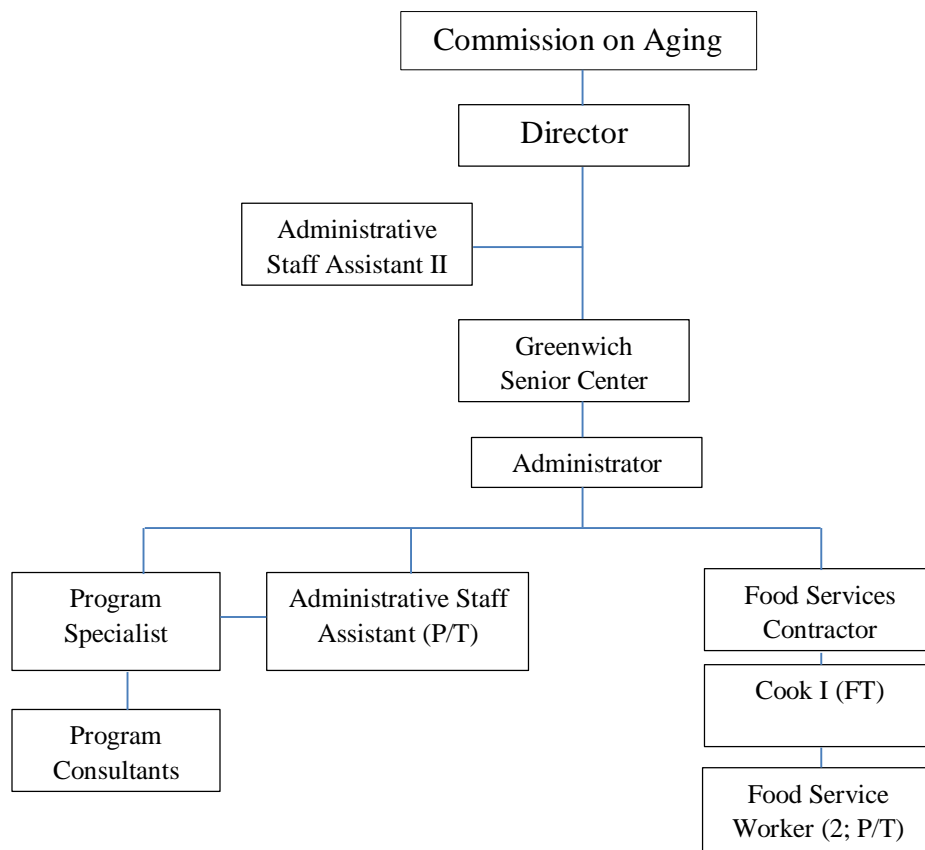 Commission on Aging
Director
Administrative
Staff Assistant II
Greenwich
Senior Center
Administrator
Program
Specialist
Administrative Staff
Assistant (P/T)
Food Services
Contractor
Cook I (FT)
Program
Consultants
Food Service
Worker (2; P/T)